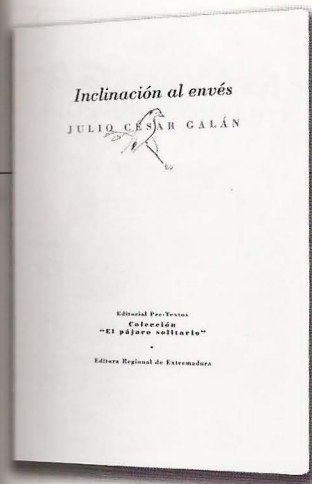 Inclinación al envés
JULIO CÉSAR GALÁN
Editorial Pre-Textos
Colección
"El pájaro solitario"
Editora Regional de Extremadura